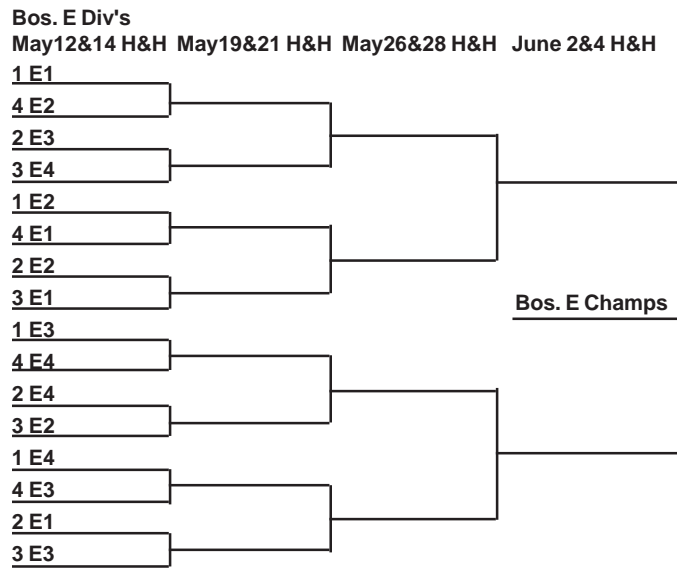 Bos. E Div's
May12&14 H&H May19&21 H&H May26&28 H&H June 2&4 H&H
1 E1
4 E2
2 E3
3 E4
1 E2
4 E1
2 E2
3 E1
Bos. E Champs
1 E3
4 E4
2 E4
3 E2
1 E4
4 E3
2 E1
3 E3